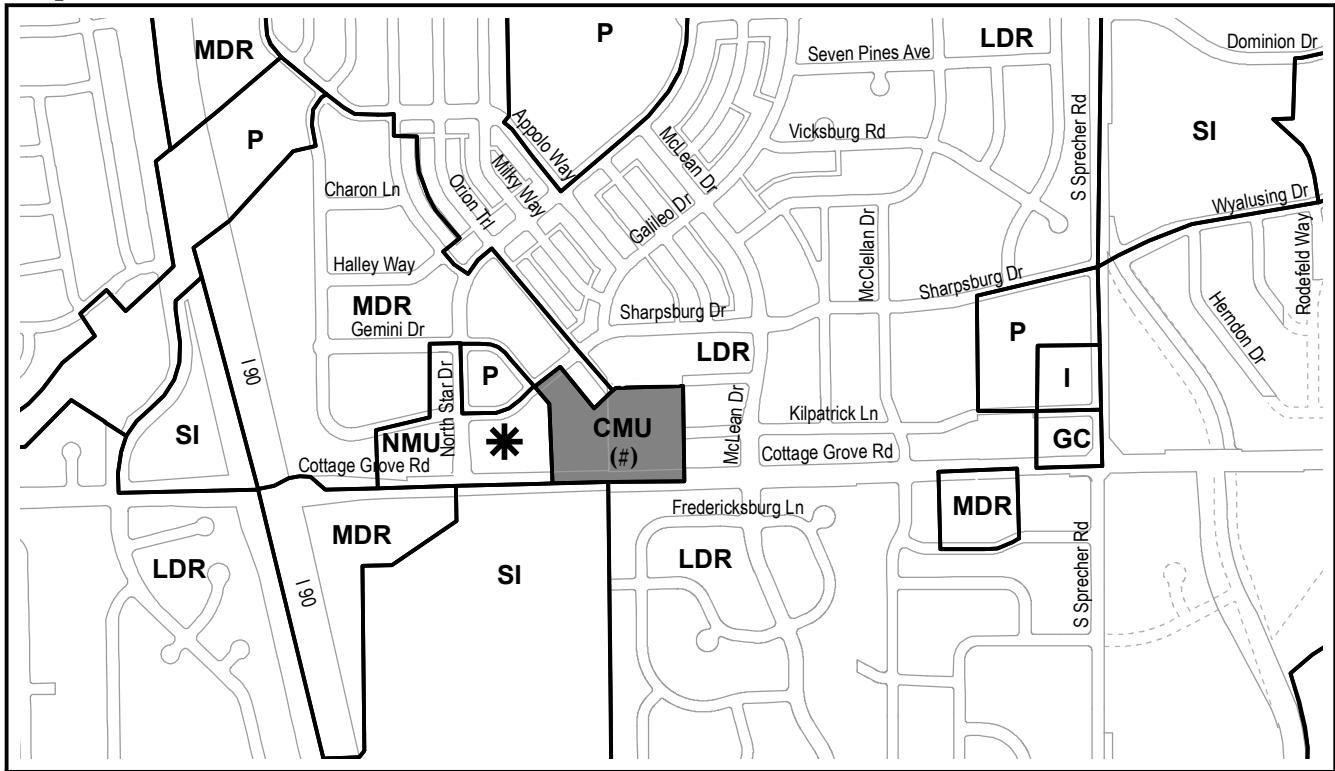 P
MDR
LDR
Dominion Dr
Seven Pines Ave
Appolo Way
McLean Dr
Vicksburg Rd
S Sprecher Rd
SI
P
Charon Ln
Orion Trl
Milky Way
Galileo Dr
Wyalusing Dr
McClellan Dr
Halley Way
Sharpsburg Dr
Rodefeld Way
Herndon Dr
MDR
Gemini Dr
Sharpsburg Dr
LDR
P
I 90
P
I
North Star Dr
McLean Dr
Kilpatrick Ln
SI
NMU
CMU
(#)
GC
Cottage Grove Rd
Cottage Grove Rd
Fredericksburg Ln
MDR
MDR
LDR
SI
LDR
I 90
S Sprecher Rd